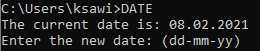 C:\Users\ksawi>DATE
The current date is: 08.02.2021
Enter the new date: (dd-mm-yy)